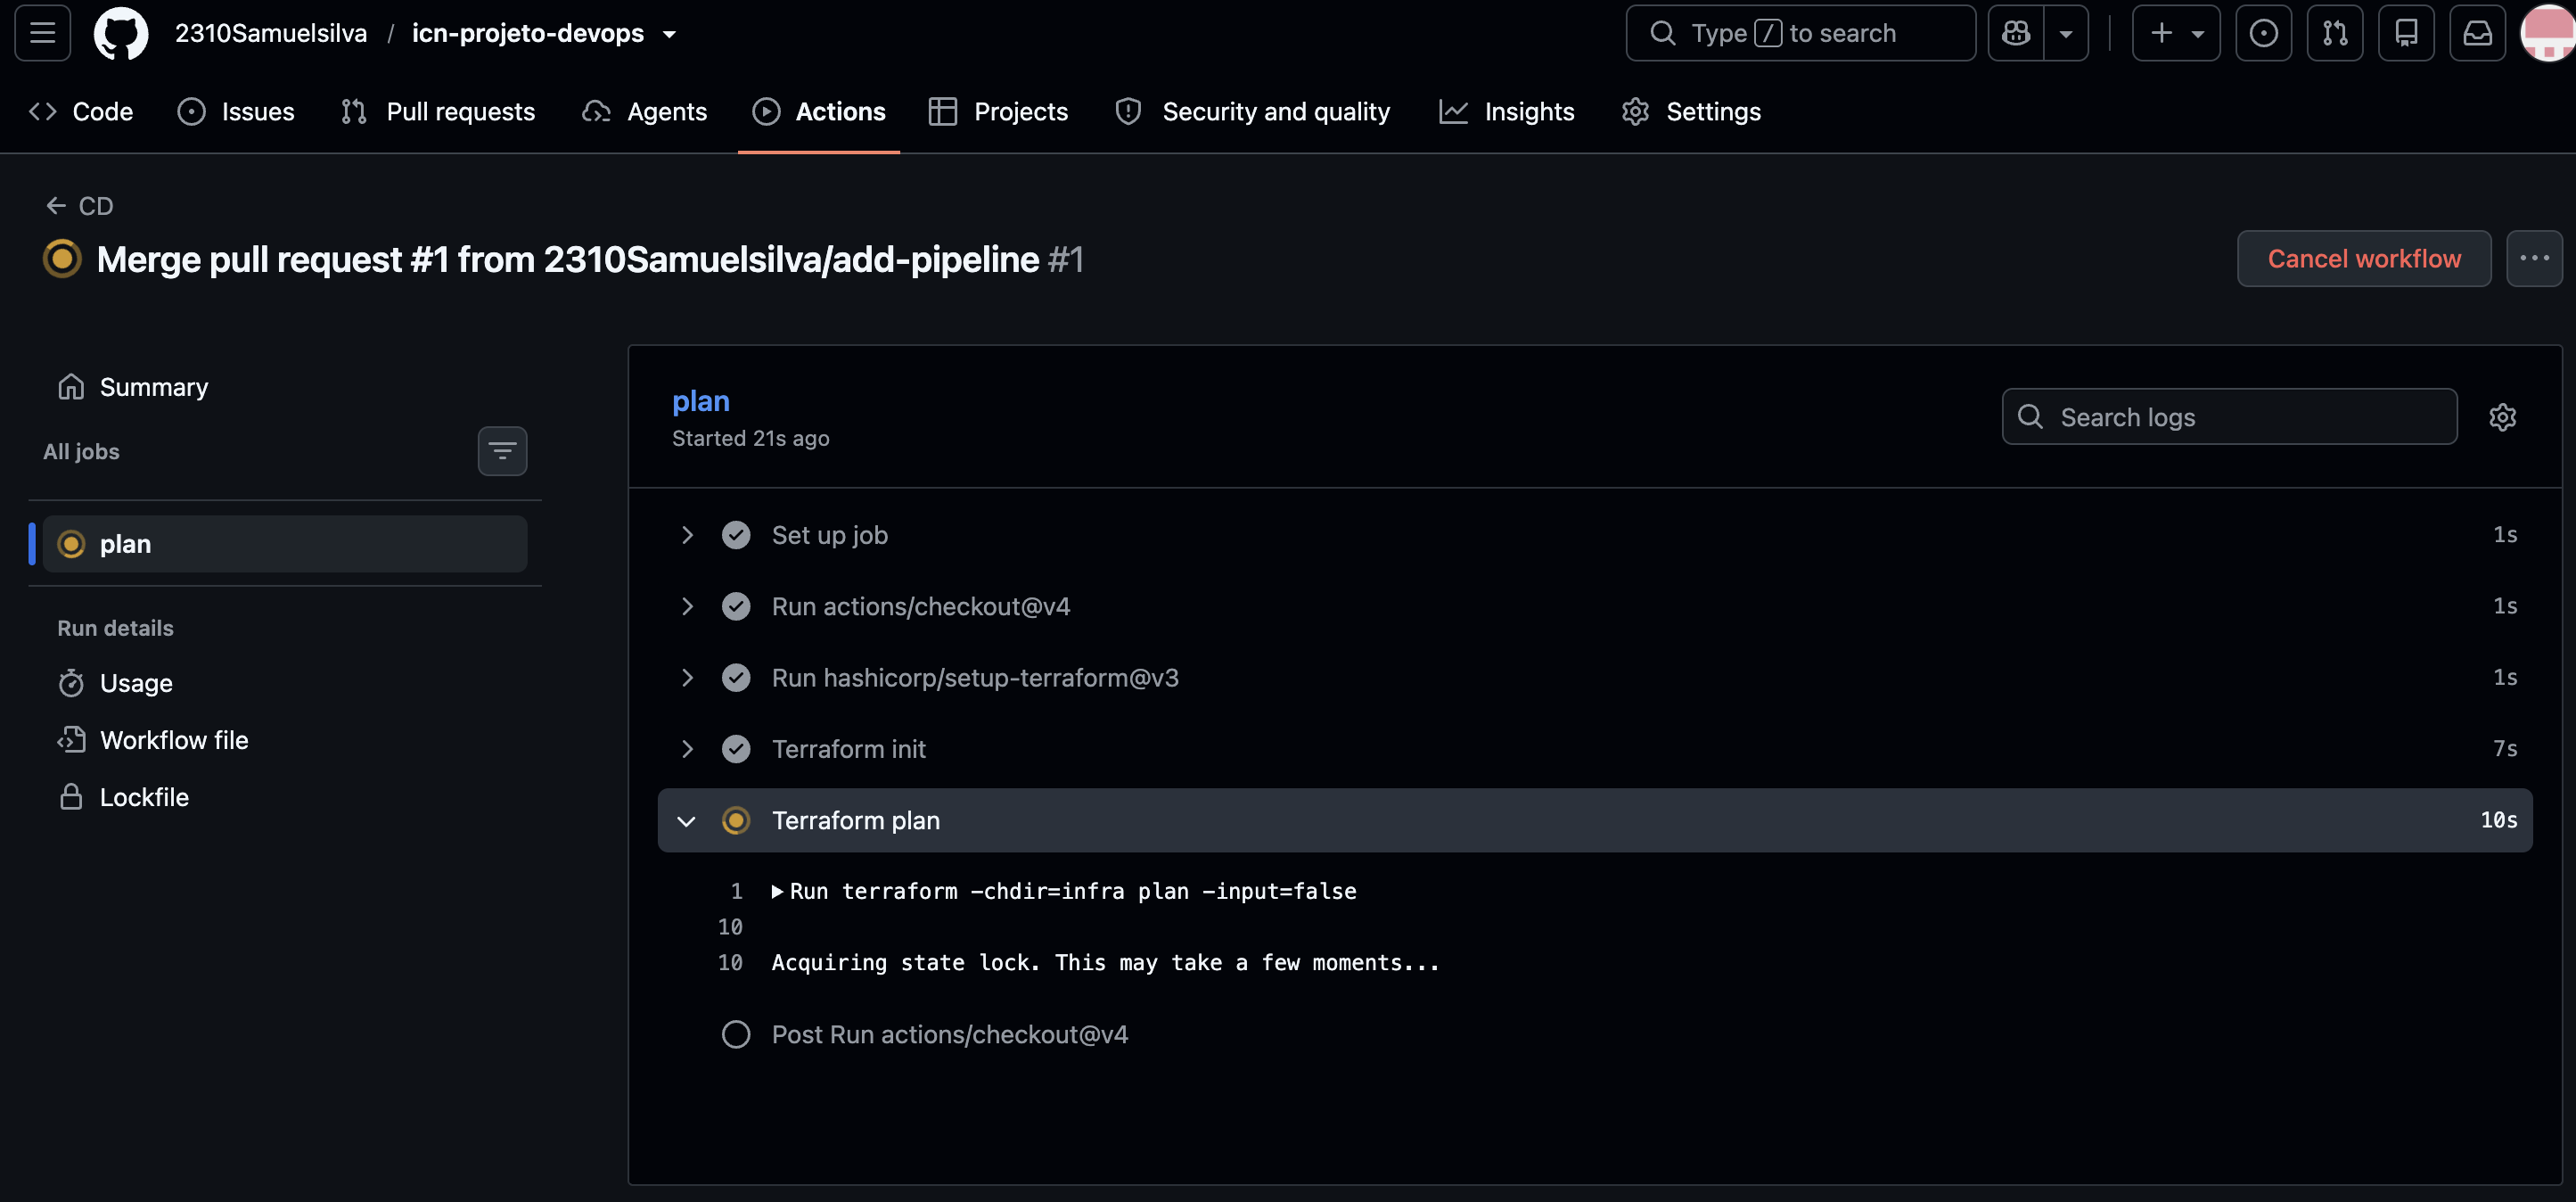 2310Samuelsilva / icn-projeto-devops
Type / to search
Code
Issues
Pull requests
Agents
Actions
Projects
Security and quality
Insights
Settings
CD
Merge pull request #1 from 2310Samuelsilva/add-pipeline #1
Cancel workflow
Summary
All jobs
plan
Run details
Usage
Workflow file
Lockfile
plan
Started 21s ago
Search logs
Set up job 1s
Run actions/checkout@v4 1s
Run hashicorp/setup-terraform@v3 1s
Terraform init 7s
Terraform plan 10s
1 Run terraform -chdir=infra plan -input=false
10
10 Acquiring state lock. This may take a few moments...
Post Run actions/checkout@v4